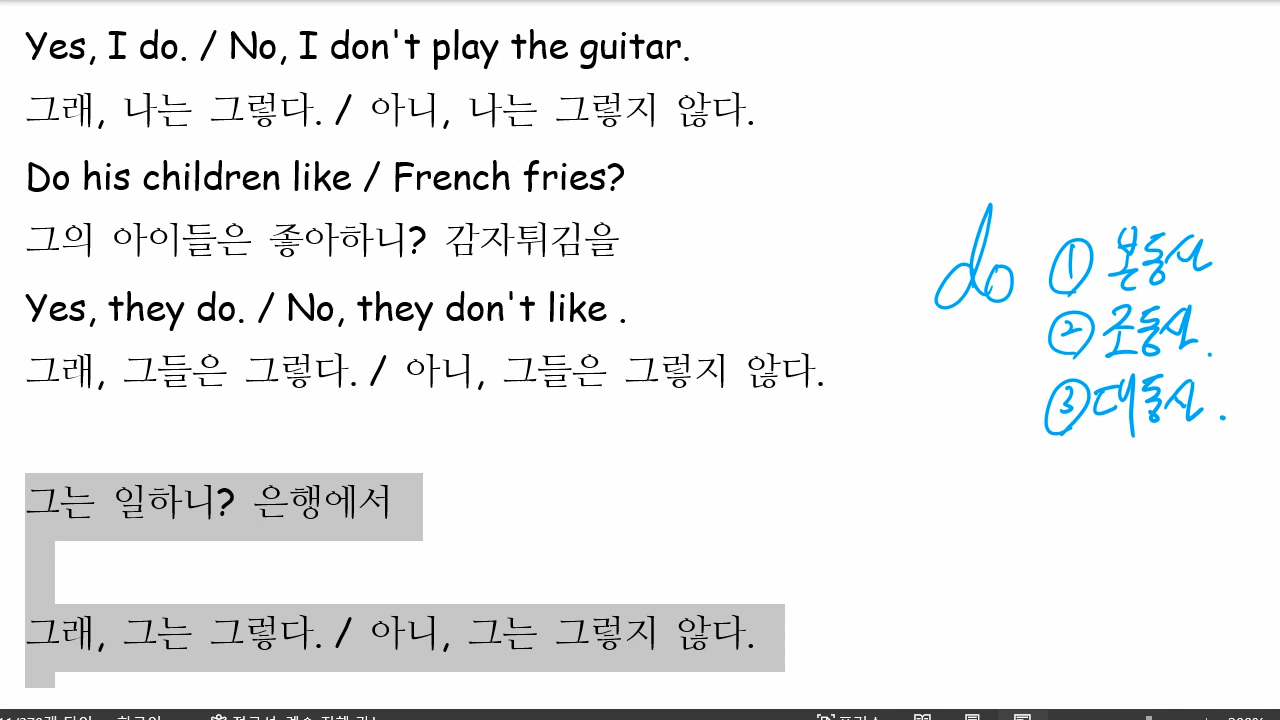 Yes, I do. / No, I don't play the guitar.
그래, 나는 그렇다. / 아니, 나는 그렇지 않다.
Do his children like / French fries?
그의 아이들은 좋아하니? 감자튀김을
Yes, they do. / No, they don't like .
그래, 그들은 그렇다. / 아니, 그들은 그렇지 않다.
do ① 본동사
② 조동사.
③ 대동사.
그는 일하니? 은행에서
그래, 그는 그렇다. / 아니, 그는 그렇지 않다.